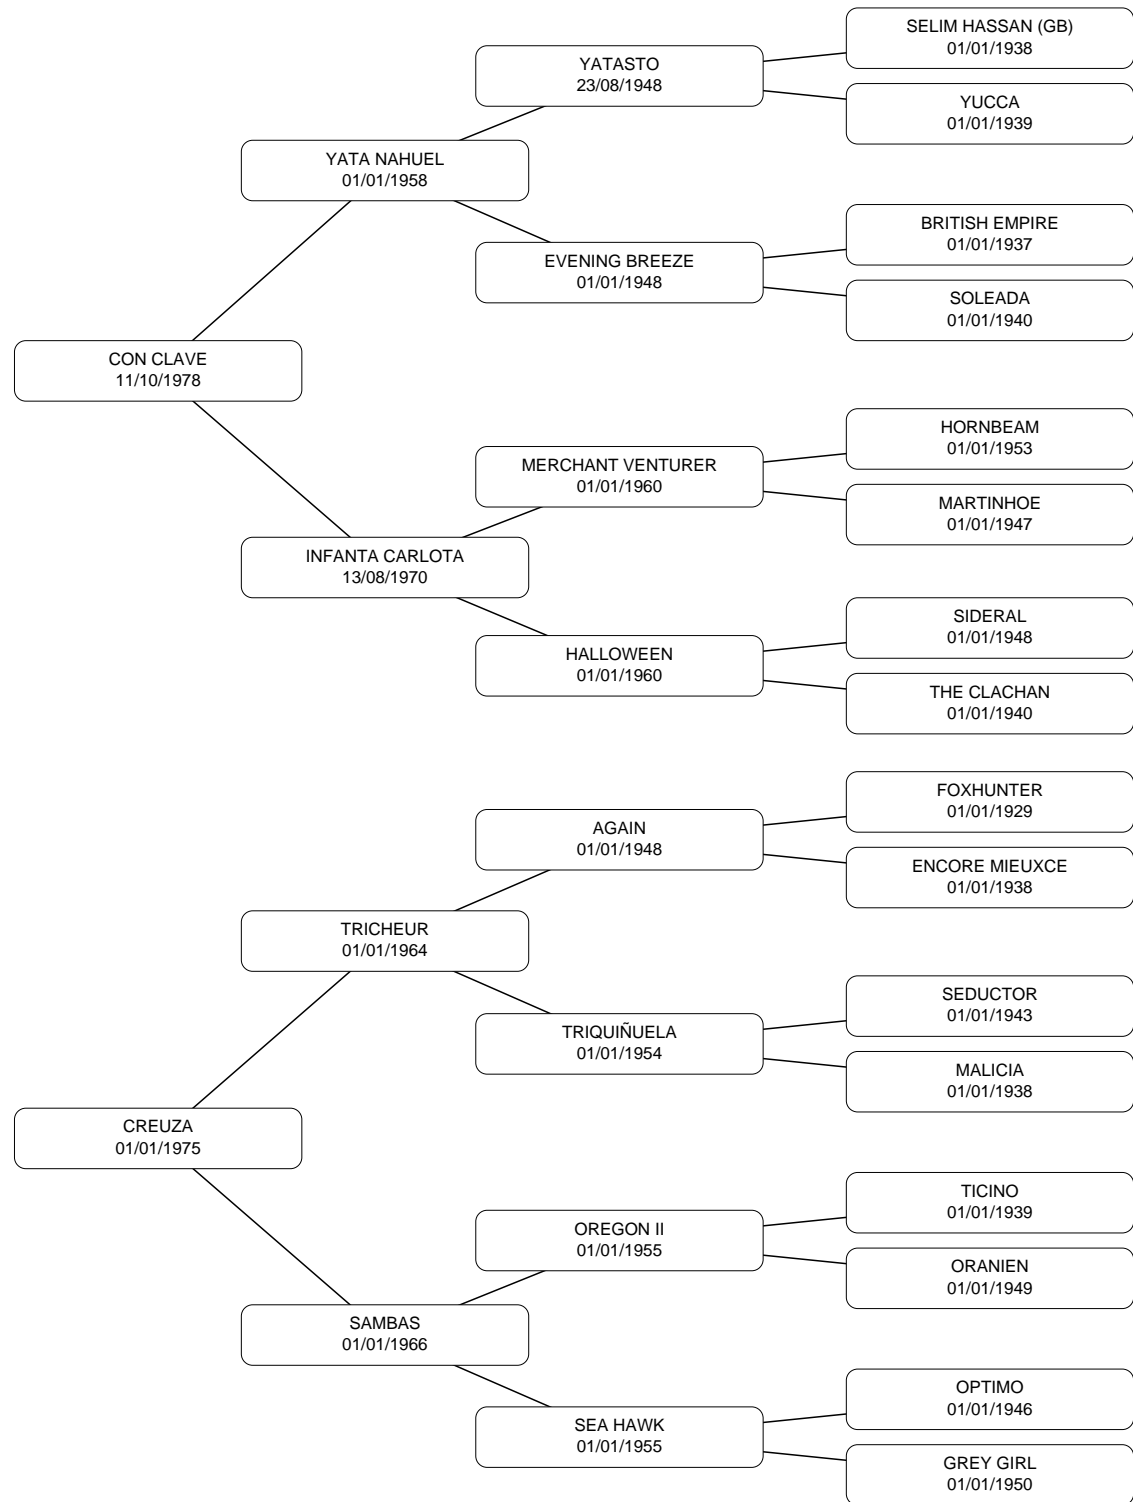 SELIM HASSAN (GB)
01/01/1938
YATASTO
23/08/1948
YUCCA
01/01/1939
YATA NAHUEL
01/01/1958
BRITISH EMPIRE
01/01/1937
EVENING BREEZE
01/01/1948
SOLEADA
01/01/1940
CON CLAVE
11/10/1978
HORNBEAM
01/01/1953
MERCHANT VENTURER
01/01/1960
MARTINHOE
01/01/1947
INFANTA CARLOTA
13/08/1970
SIDERAL
01/01/1948
HALLOWEEN
01/01/1960
THE CLACHAN
01/01/1940
FOXHUNTER
01/01/1929
AGAIN
01/01/1948
ENCORE MIEUXCE
01/01/1938
TRICHEUR
01/01/1964
SEDUCTOR
01/01/1943
TRIQUIÑUELA
01/01/1954
MALICIA
01/01/1938
CREUZA
01/01/1975
TICINO
01/01/1939
OREGON II
01/01/1955
ORANIEN
01/01/1949
SAMBAS
01/01/1966
OPTIMO
01/01/1946
SEA HAWK
01/01/1955
GREY GIRL
01/01/1950